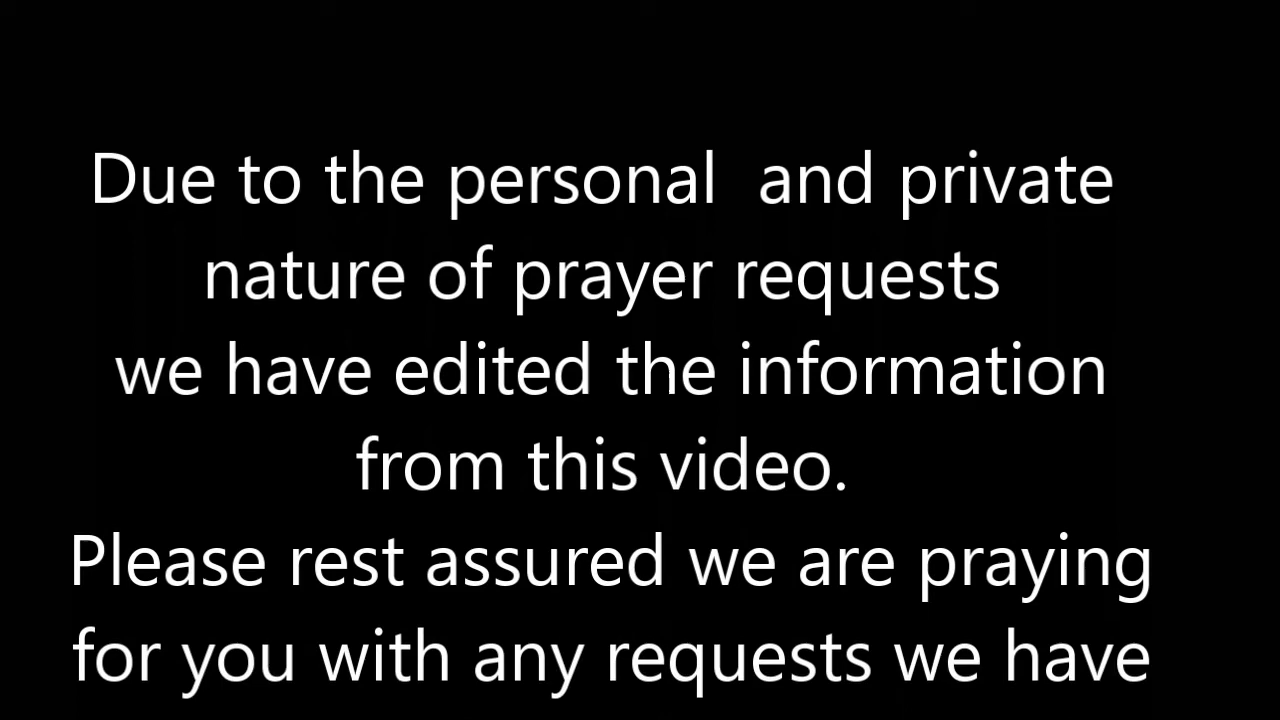 Due to the personal  and private
nature of prayer requests
we have edited the information
from this video.
Please rest assured we are praying
for you with any requests we have